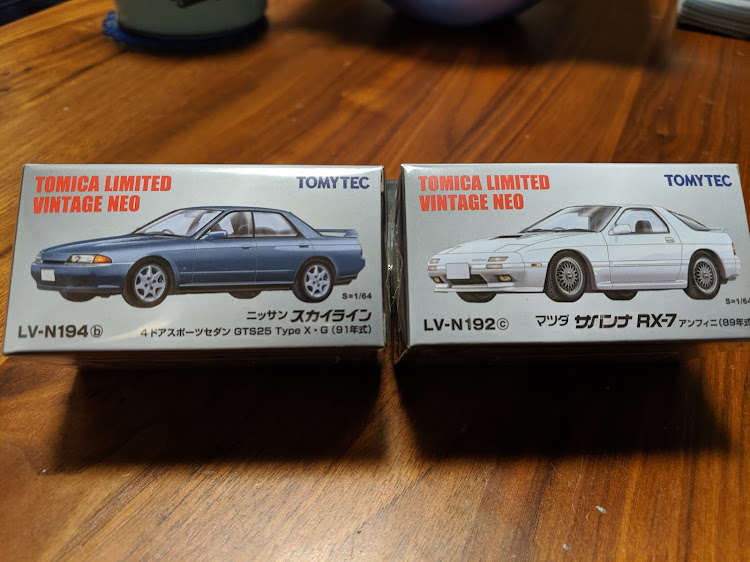 TOMICA LIMITED
VINTAGE NEO
TOMYTEC
S=1/64
ニッサン スカイライン
LV-N194ⓑ
4ドアスポーツセダン GTS25 Type X・G (91年式)
TOMICA LIMITED
VINTAGE NEO
TOMYTEC
S=1/64
LV-N192ⓒ マツダ サバンナ RX-7 アンフィニ (89年式)